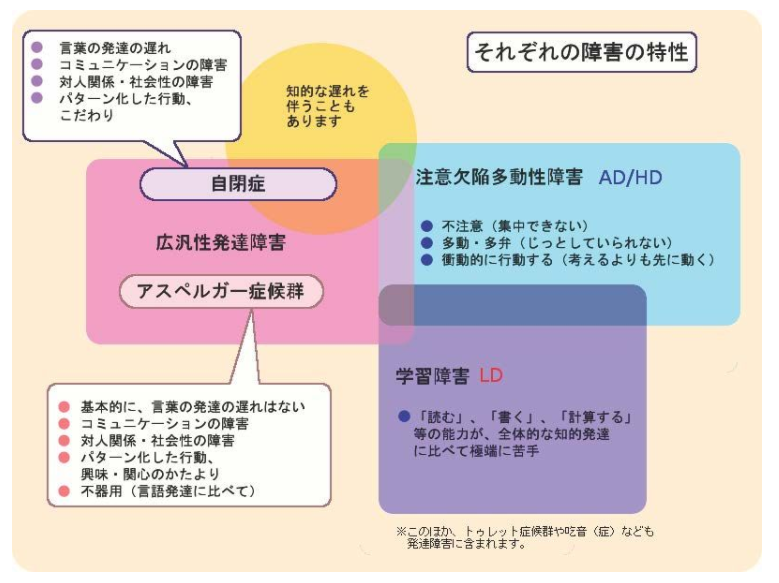 それぞれの障害の特性
● 言葉の発達の遅れ
● コミュニケーションの障害
● 対人関係・社会性の障害
● パターン化した行動、
こだわり
知的な遅れを
伴うことも
あります
自閉症
広汎性発達障害
アスペルガー症候群
注意欠陥多動性障害 AD/HD
● 不注意（集中できない）
● 多動・多弁（じっとしていられない）
● 衝動的に行動する（考えるよりも先に動く）
● 基本的に、言葉の発達の遅れはない
● コミュニケーションの障害
● 対人関係・社会性の障害
● パターン化した行動、
興味・関心のかたより
● 不器用（言語発達に比べて）
学習障害 LD
● 「読む」、「書く」、「計算する」
等の能力が、全体的な知的発達
に比べて極端に苦手
※このほか、トゥレット症候群や吃音（症）なども
発達障害に含まれます。